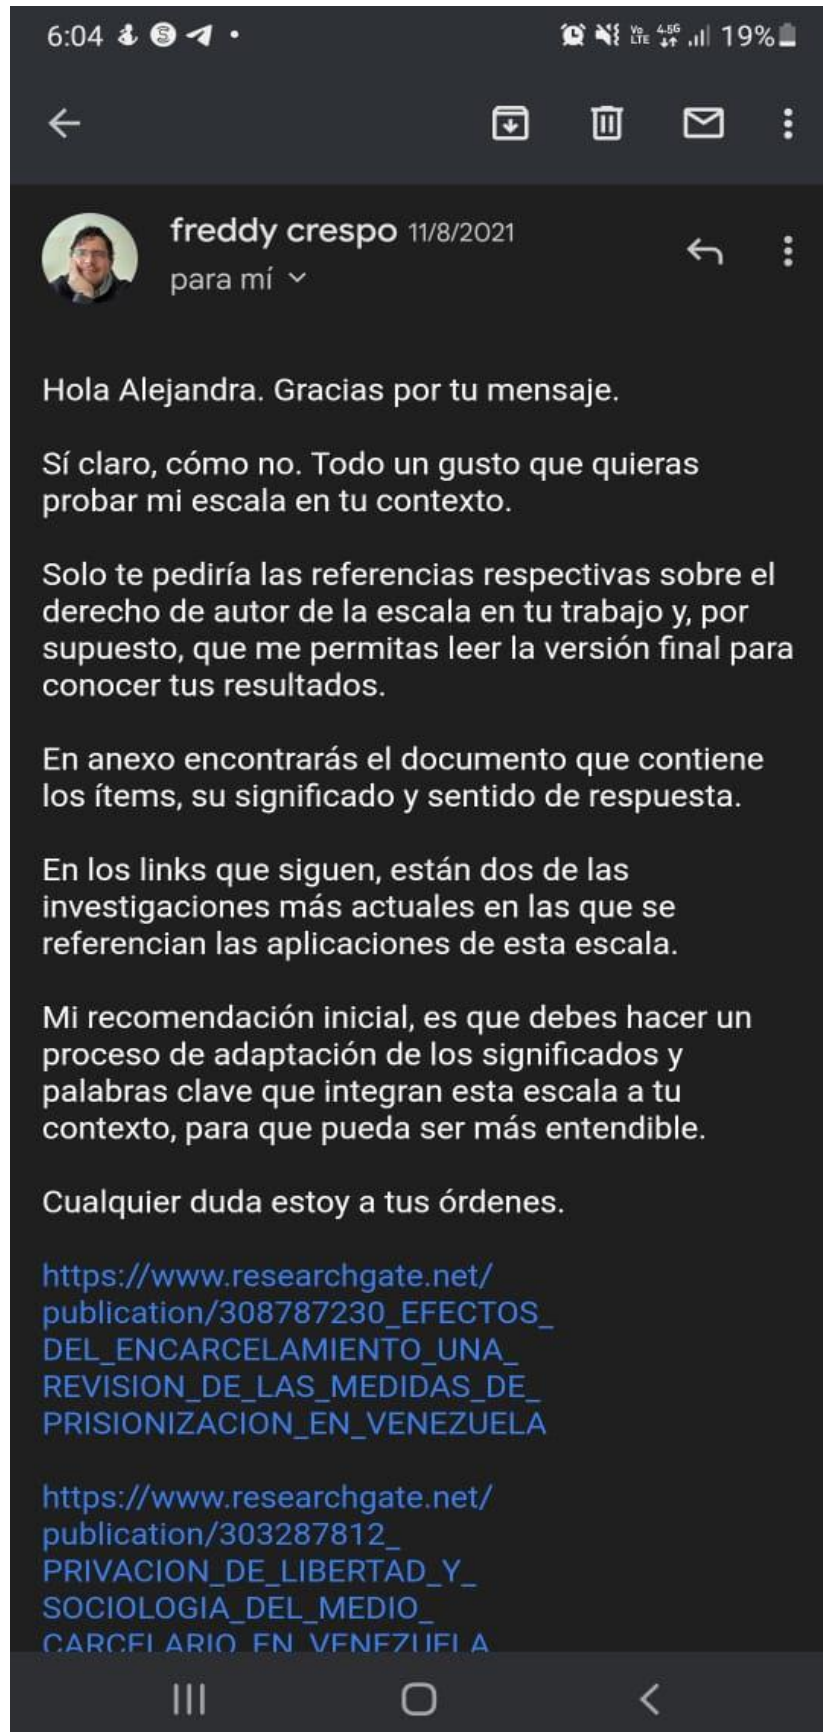 6:04
Vo
LTE
4.5G
19%
freddy crespo 11/8/2021
para mí
Hola Alejandra. Gracias por tu mensaje.
Sí claro, cómo no. Todo un gusto que quieras
probar mi escala en tu contexto.
Solo te pediría las referencias respectivas sobre el
derecho de autor de la escala en tu trabajo y, por
supuesto, que me permitas leer la versión final para
conocer tus resultados.
En anexo encontrarás el documento que contiene
los ítems, su significado y sentido de respuesta.
En los links que siguen, están dos de las
investigaciones más actuales en las que se
referencian las aplicaciones de esta escala.
Mi recomendación inicial, es que debes hacer un
proceso de adaptación de los significados y
palabras clave que integran esta escala a tu
contexto, para que pueda ser más entendible.
Cualquier duda estoy a tus órdenes.
https://www.researchgate.net/
publication/308787230_EFECTOS_
DEL_ENCARCELAMIENTO_UNA_
REVISION_DE_LAS_MEDIDAS_DE_
PRISIONIZACION_EN_VENEZUELA
https://www.researchgate.net/
publication/303287812_
PRIVACION_DE_LIBERTAD_Y_
SOCIOLOGIA_DEL_MEDIO_
CARCELARIO_EN_VENEZUELA